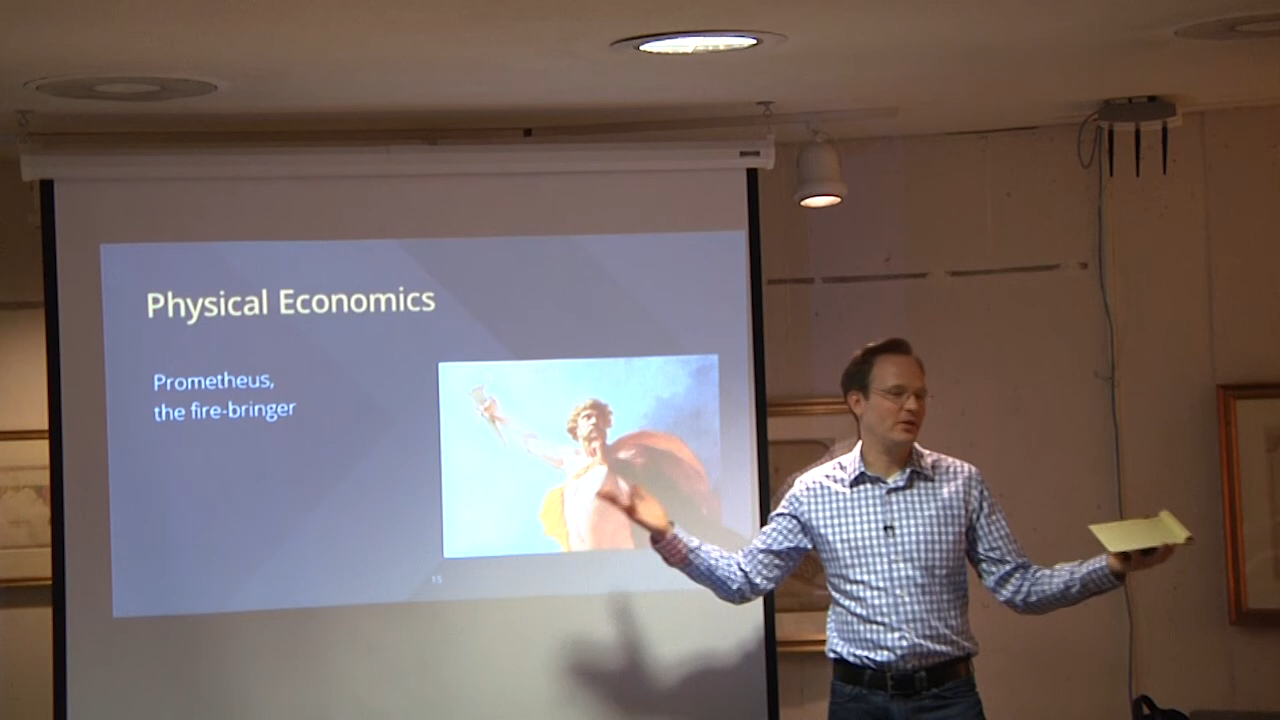 Physical Economics
Prometheus,
the fire-bringer
15